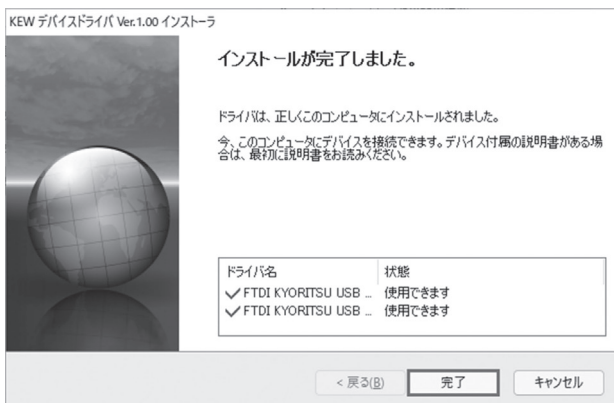 KEW デバイスドライバ Ver.1.00 インストーラ
インストールが完了しました。
ドライバは、正しくこのコンピュータにインストールされました。
今、このコンピュータにデバイスを接続できます。デバイス付属の説明書がある場
合は、最初に説明書をお読みください。
ドライバ名 状態
FTDI KYORITSU USB ... 使用できます
FTDI KYORITSU USB ... 使用できます
< 戻る(B) 完了 キャンセル